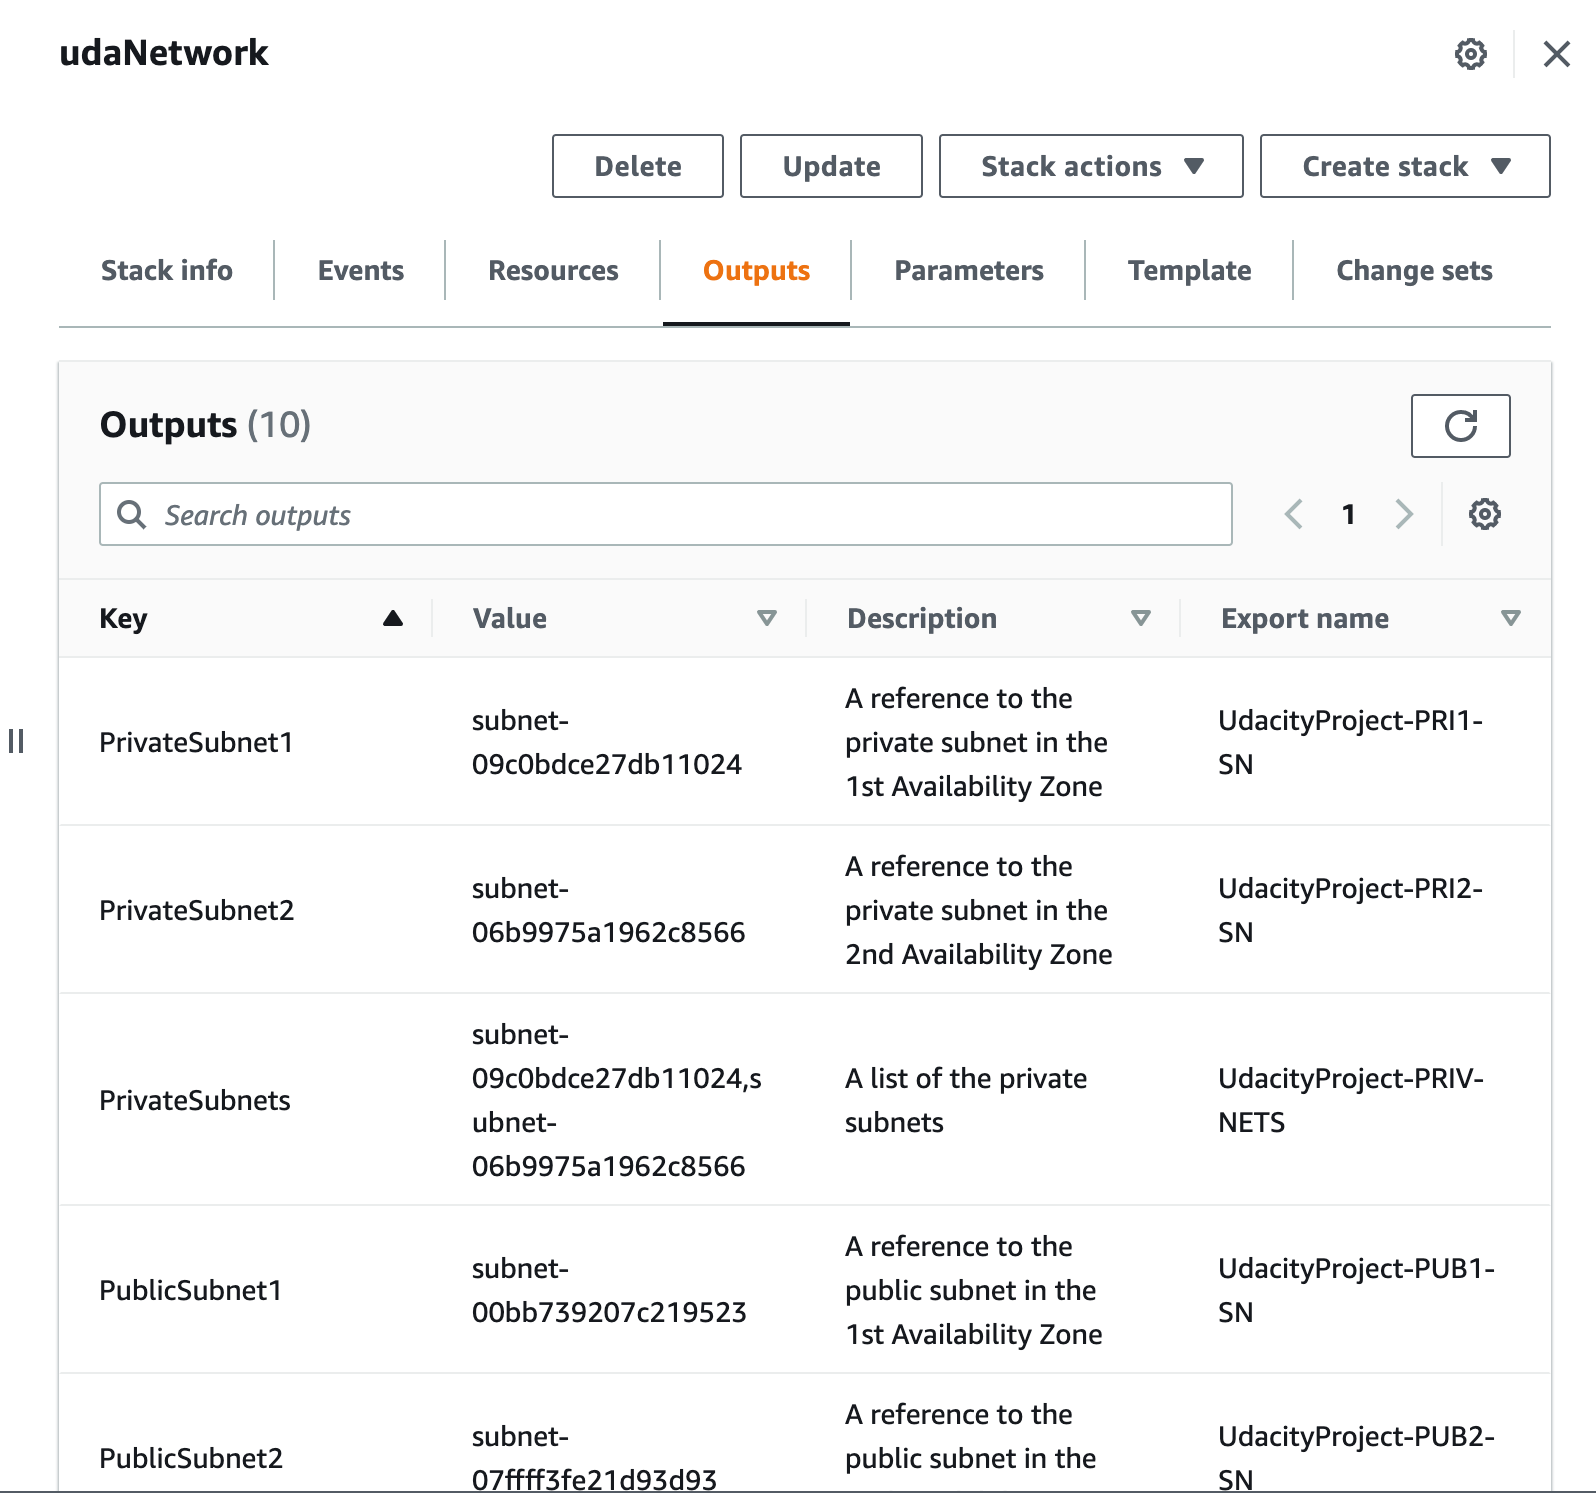 udaNetwork
Delete Update Stack actions Create stack
Stack info Events Resources Outputs Parameters Template Change sets
Outputs (10)
Search outputs
1
Key Value Description Export name
PrivateSubnet1
subnet-
09c0bdce27db11024
A reference to the
private subnet in the
1st Availability Zone
UdacityProject-PRI1-
SN
PrivateSubnet2
subnet-
06b9975a1962c8566
A reference to the
private subnet in the
2nd Availability Zone
UdacityProject-PRI2-
SN
PrivateSubnets
subnet-
09c0bdce27db11024,s
ubnet-
06b9975a1962c8566
A list of the private
subnets
UdacityProject-PRIV-
NETS
PublicSubnet1
subnet-
00bb739207c219523
A reference to the
public subnet in the
1st Availability Zone
UdacityProject-PUB1-
SN
PublicSubnet2
subnet-
07ffff3fe21d93d93
A reference to the
public subnet in the
UdacityProject-PUB2-
SN